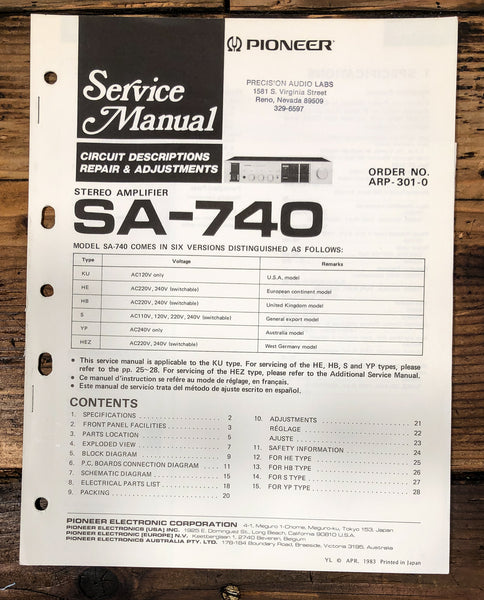 PIONEER
Service
Manual
PRECISION AUDIO LABS
1581 S. Virginia Street
Reno, Nevada 89609
329-6597
CIRCUIT DESCRIPTIONS
REPAIR & ADJUSTMENTS
ORDER NO.
ARP-301-0
STEREO AMPLIFIER
SA-740
MODEL SA-740 COMES IN SIX VERSIONS DISTINGUISHED AS FOLLOWS:
Type Voltage Remarks
KU AC120V only U.S.A. model
HE AC220V, 240V (switchable) European continent model
HB AC220V, 240V (switchable) United Kingdom model
S AC110V, 120V, 220V, 240V (switchable) General export model
YP AC240V only Australia model
HEZ AC220V, 240V (switchable) West Germany model
• This service manual is applicable to the KU type. For servicing of the HE, HB, S and YP types, please
refer to the pp. 25~28. For servicing of the HEZ type, please refer to the Additional Service Manual.
• Ce manuel d'instruction se refére au mode de réglage, en français.
• Este manual de servicio trata del método de ajuste escrito en español.
CONTENTS
1. SPECIFICATIONS 2
2. FRONT PANEL FACILITIES 3
3. PARTS LOCATION 5
4. EXPLODED VIEW 7
5. BLOCK DIAGRAM 9
6. P.C. BOARDS CONNECTION DIAGRAM 11
7. SCHEMATIC DIAGRAM 15
8. ELECTRICAL PARTS LIST 18
9. PACKING 20
10. ADJUSTMENTS 21
RÉGLAGE 22
AJUSTE 23
11. SAFETY INFORMATION 24
12. FOR HE TYPE 25
13. FOR HB TYPE 26
14. FOR S TYPE 27
15. FOR YP TYPE 28
PIONEER ELECTRONIC CORPORATION 4-1, Meguro 1-Chome, Meguro-ku, Tokyo 153, Japan
PIONEER ELECTRONICS [USA] INC. 1925 E. Dominguez St., Long Beach, California 90810 U.S.A.
PIONEER ELECTRONIC [EUROPE] N.V. Keetberglaan 1, 2740 Beveren, Belgium
PIONEER ELECTRONICS AUSTRALIA PTY. LTD. 178-184 Boundary Road, Braeside, Victoria 3195, Australia
YL © APR. 1983 Printed in Japan